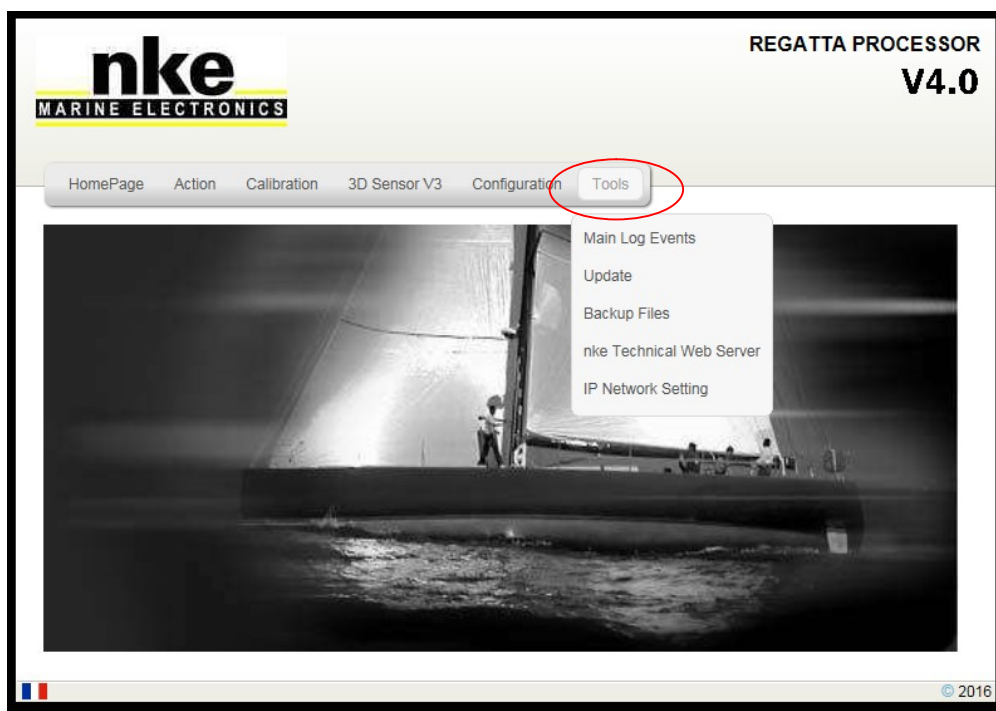 nke
MARINE ELECTRONICS
REGATTA PROCESSOR
V4.0
HomePage Action Calibration 3D Sensor V3 Configuration Tools
Main Log Events
Update
Backup Files
nke Technical Web Server
IP Network Setting
© 2016